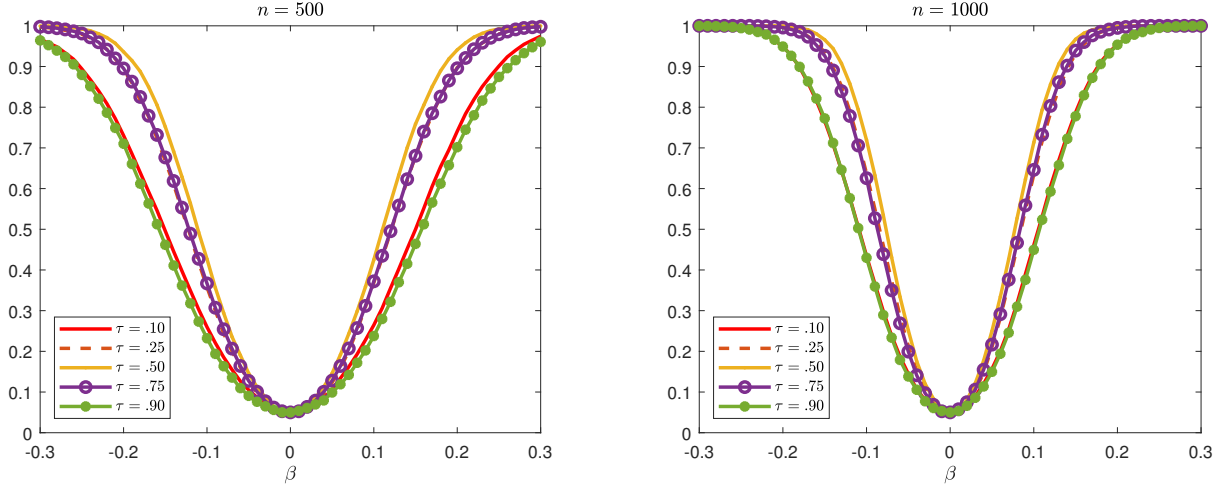 n = 500
1
0.9
0.8
0.7
0.6
0.5
0.4
0.3
0.2
0.1
0
τ = .10
τ = .25
τ = .50
τ = .75
τ = .90
-0.3 -0.2 -0.1 0 0.1 0.2 0.3
β
n = 1000
1
0.9
0.8
0.7
0.6
0.5
0.4
0.3
0.2
0.1
0
τ = .10
τ = .25
τ = .50
τ = .75
τ = .90
-0.3 -0.2 -0.1 0 0.1 0.2 0.3
β